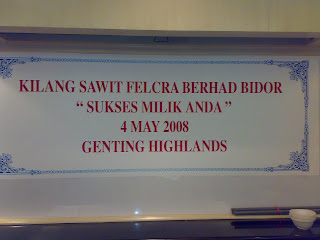 KILANG SAWIT FELCRA BERHAD BIDOR
“ SUKSES MILIK ANDA ”
4 MAY 2008
GENTING HIGHLANDS